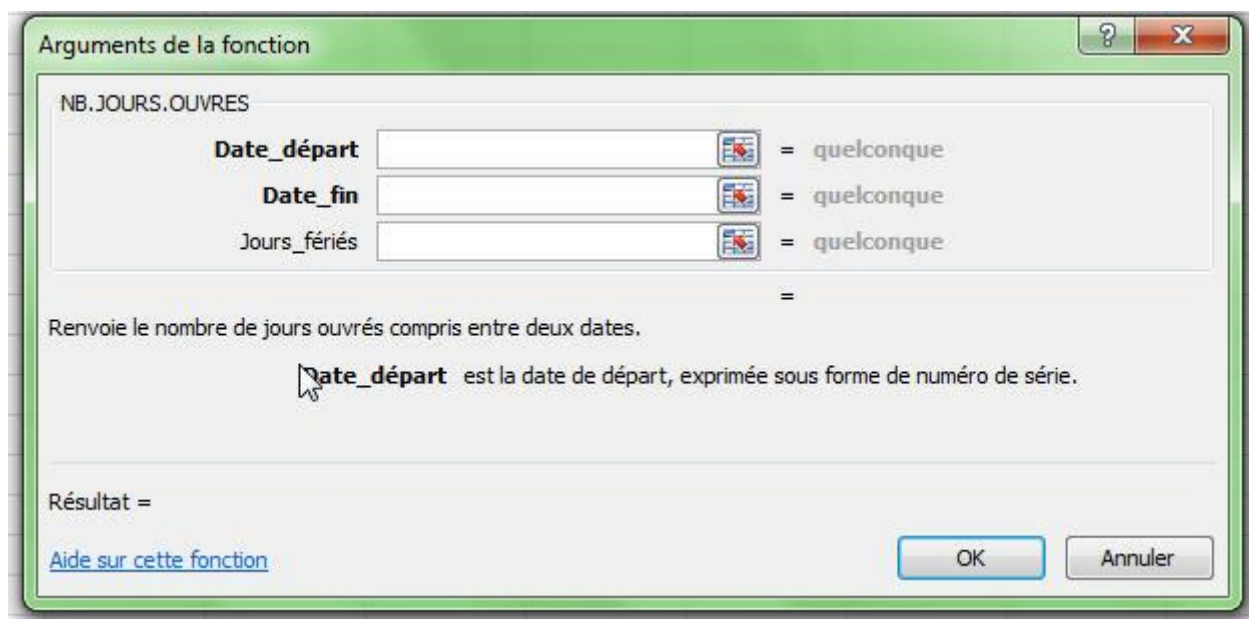 Arguments de la fonction
NB.JOURS.OUVRES
Date_départ = quelconque
Date_fin = quelconque
Jours_fériés = quelconque
=
Renvoie le nombre de jours ouvrés compris entre deux dates.
Date_départ est la date de départ, exprimée sous forme de numéro de série.
Résultat =
Aide sur cette fonction OK Annuler